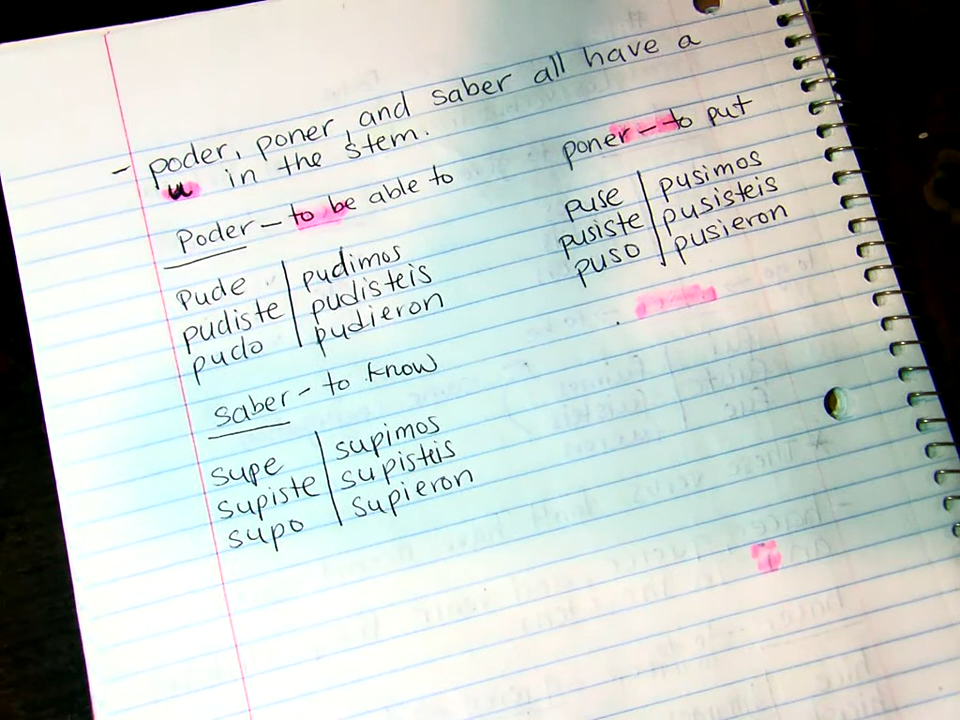 - poder, poner, and saber all have a
u in the stem.
Poder – to be able to
pude | pudimos
pudiste | pudisteis
pudo | pudieron
poner – to put
puse | pusimos
pusiste | pusisteis
puso | pusieron
saber – to know
supe | supimos
supiste | supisteis
supo | supieron